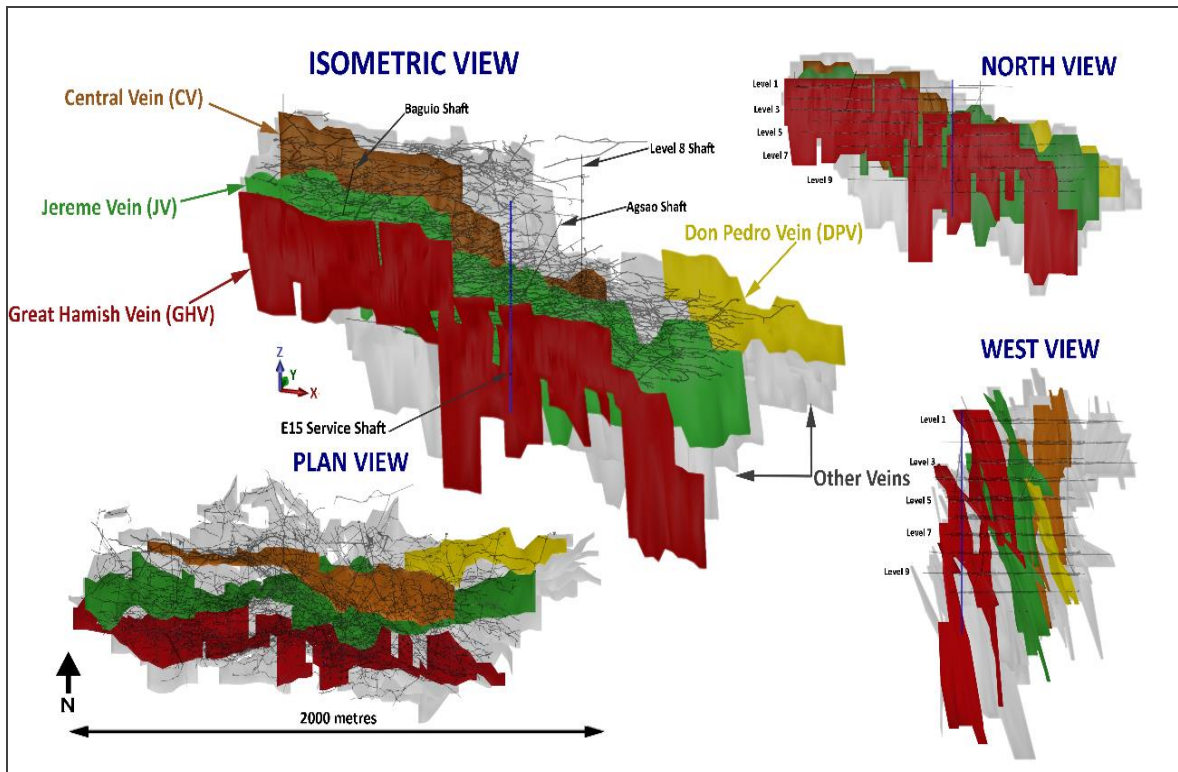 ISOMETRIC VIEW
Central Vein (CV)
Baguio Shaft
Level 8 Shaft
Jereme Vein (JV)
Agsao Shaft
Don Pedro Vein (DPV)
Great Hamish Vein (GHV)
Z
Y
X
E15 Service Shaft
Other Veins
NORTH VIEW
Level 1
Level 3
Level 5
Level 7
Level 9
WEST VIEW
Level 1
Level 3
Level 5
Level 7
Level 9
PLAN VIEW
N
2000 metres